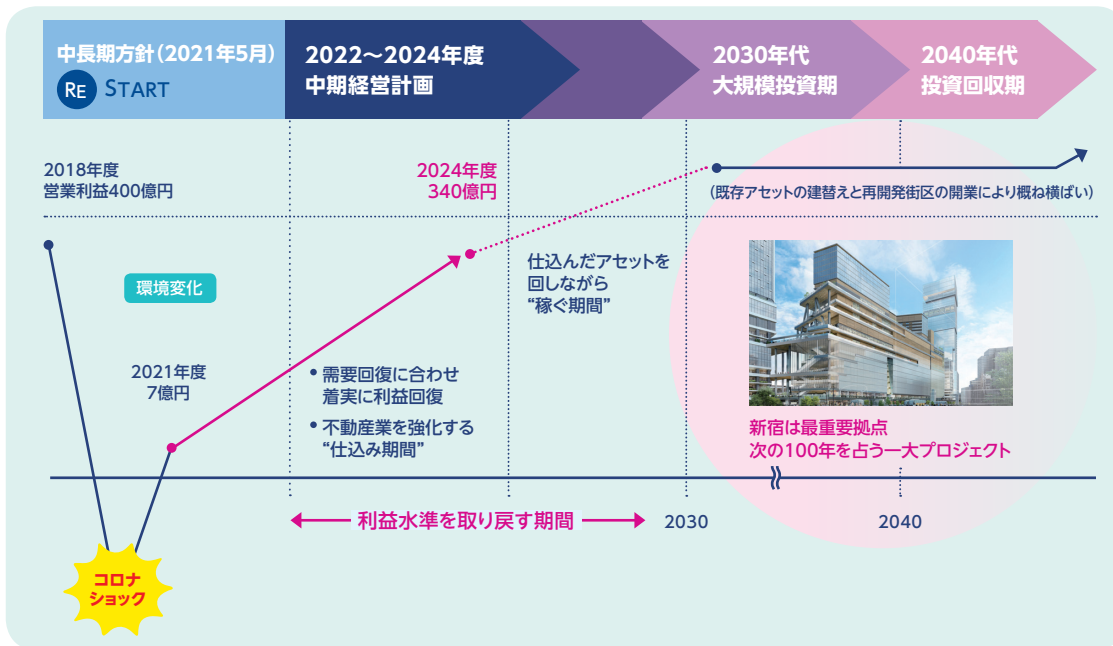 中長期方針(2021年5月)
RE START
2022～2024年度
中期経営計画
2030年代
大規模投資期
2040年代
投資回収期
2018年度
営業利益400億円
2024年度
340億円
(既存アセットの建替えと再開発街区の開業により概ね横ばい)
環境変化
仕込んだアセットを
回しながら
“稼ぐ期間”
2021年度
7億円
• 需要回復に合わせ
着実に利益回復
• 不動産業を強化する
“仕込み期間”
新宿は最重要拠点
次の100年を占う一大プロジェクト
利益水準を取り戻す期間
2030
2040
コロナ
ショック